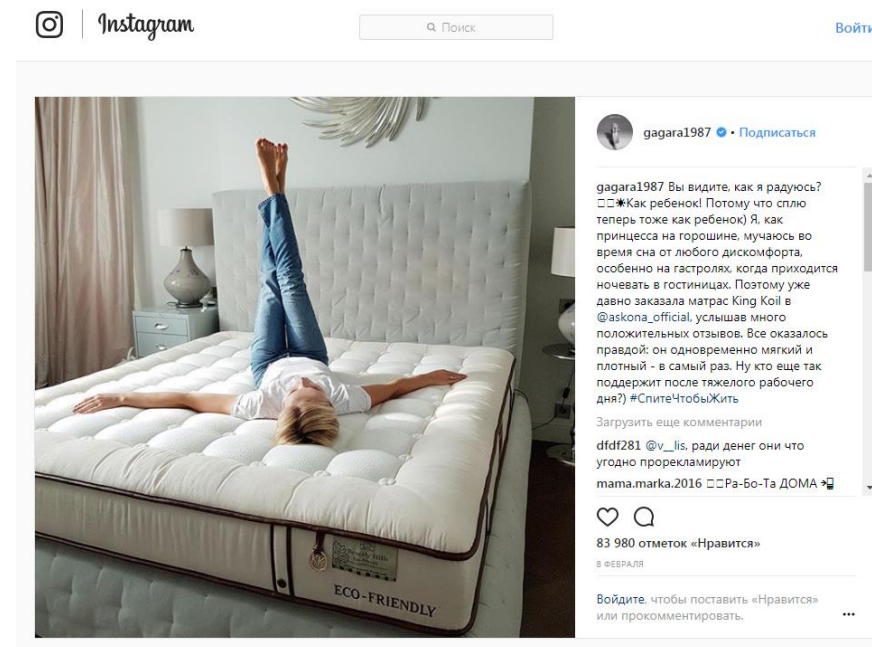 Instagram
Поиск
Войти
gagara1987 • Подписаться
gagara1987 Вы видите, как я радуюсь?
☀Как ребенок! Потому что сплю
теперь тоже как ребенок) Я, как
принцесса на горошине, мучаюсь во
время сна от любого дискомфорта,
особенно на гастролях, когда приходится
ночевать в гостиницах. Поэтому уже
давно заказала матрас King Koil в
@askona_official, услышав много
положительных отзывов. Все оказалось
правдой: он одновременно мягкий и
плотный - в самый раз. Ну кто еще так
поддержит после тяжелого рабочего
дня?) #СпитеЧтобыЖить
Загрузить еще комментарии
dfdf281 @v__lis, ради денег они что
угодно прорекламируют
mama.marka.2016 Ра-Бо-Та ДОМА
83 980 отметок «Нравится»
8 ФЕВРАЛЯ
Войдите, чтобы поставить «Нравится»
или прокомментировать.
ECO-FRIENDLY